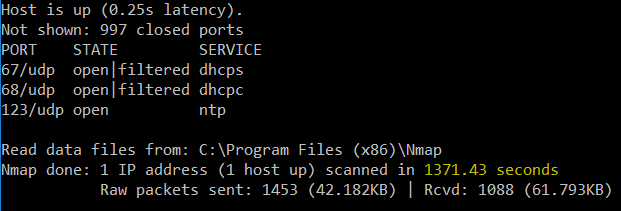 Host is up (0.25s latency).
Not shown: 997 closed ports
PORT    STATE         SERVICE
67/udp  open|filtered dhcps
68/udp  open|filtered dhcpc
123/udp open          ntp
Read data files from: C:\Program Files (x86)\Nmap
Nmap done: 1 IP address (1 host up) scanned in 1371.43 seconds
           Raw packets sent: 1453 (42.182KB) | Rcvd: 1088 (61.793KB)